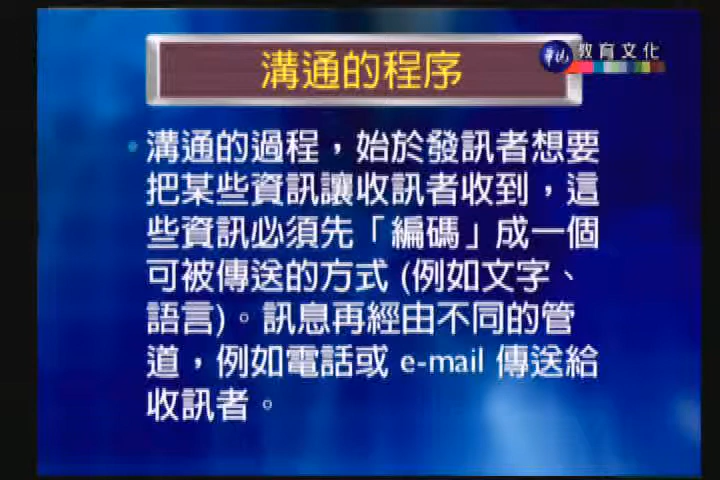 溝通的程序
華視 教育文化
溝通的過程，始於發訊者想要
把某些資訊讓收訊者收到，這
些資訊必須先「編碼」成一個
可被傳送的方式 (例如文字、
語言)。訊息再經由不同的管
道，例如電話或 e-mail 傳送給
收訊者。